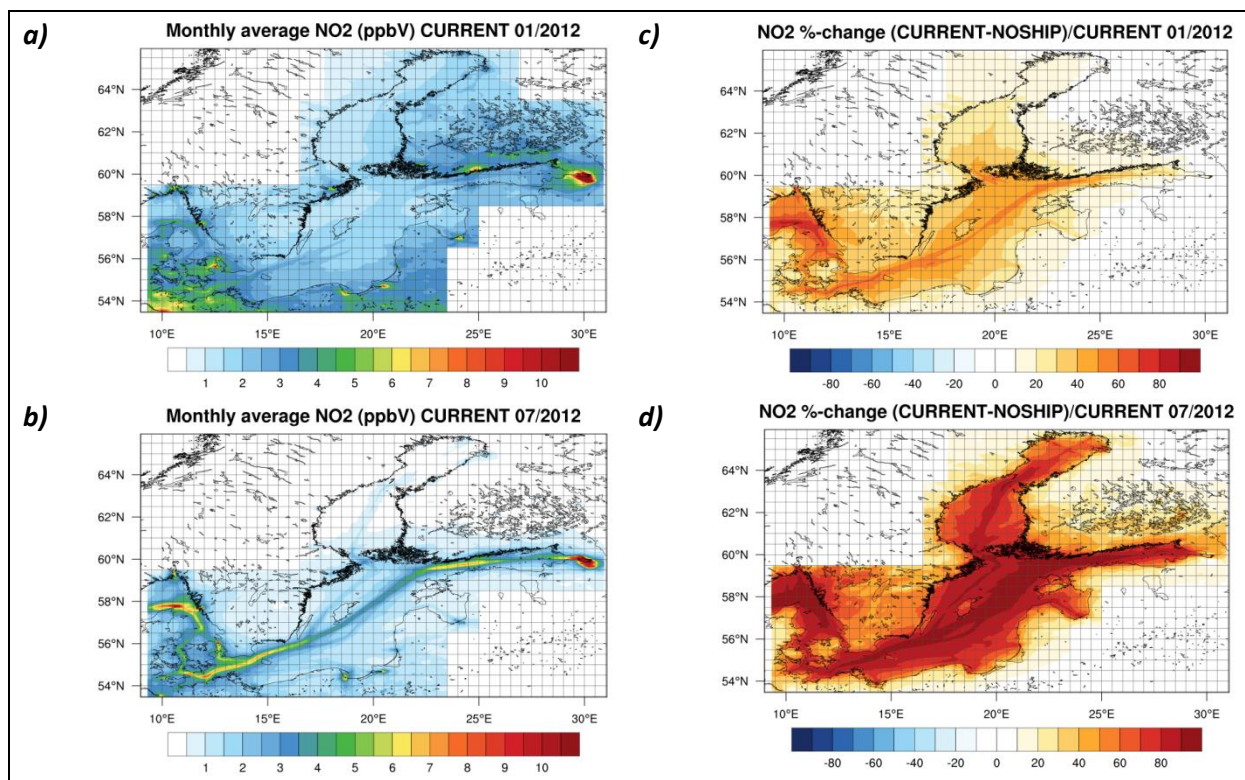 a)
Monthly average NO2 (ppbV) CURRENT 01/2012
64°N
62°N
60°N
58°N
56°N
54°N
10°E 15°E 20°E 25°E 30°E
1 2 3 4 5 6 7 8 9 10
c)
NO2 %-change (CURRENT-NOSHIP)/CURRENT 01/2012
64°N
62°N
60°N
58°N
56°N
54°N
10°E 15°E 20°E 25°E 30°E
-80 -60 -40 -20 0 20 40 60 80
b)
Monthly average NO2 (ppbV) CURRENT 07/2012
64°N
62°N
60°N
58°N
56°N
54°N
10°E 15°E 20°E 25°E 30°E
1 2 3 4 5 6 7 8 9 10
d)
NO2 %-change (CURRENT-NOSHIP)/CURRENT 07/2012
64°N
62°N
60°N
58°N
56°N
54°N
10°E 15°E 20°E 25°E 30°E
-80 -60 -40 -20 0 20 40 60 80